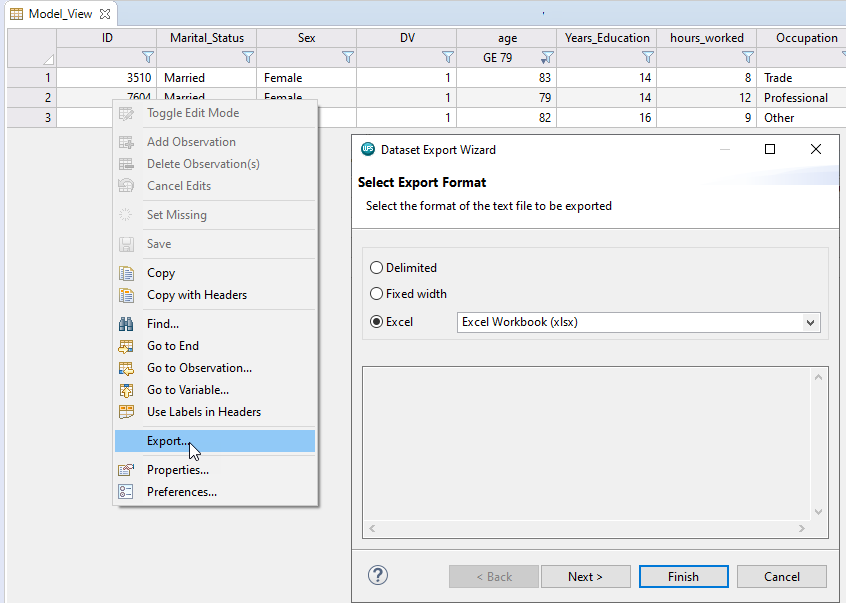 Model_View
ID Marital_Status Sex DV age Years_Education hours_worked Occupation
GE 79
1 3510 Married Female 1 83 14 8 Trade
2 7604 Married Female 1 79 14 12 Professional
3 1 82 16 9 Other
Toggle Edit Mode
Add Observation
Delete Observation(s)
Cancel Edits
Set Missing
Save
Copy
Copy with Headers
Find...
Go to End
Go to Observation...
Go to Variable...
Use Labels in Headers
Export...
Properties...
Preferences...
WPS Dataset Export Wizard
Select Export Format
Select the format of the text file to be exported
Delimited
Fixed width
Excel Excel Workbook (xlsx)
? < Back Next > Finish Cancel